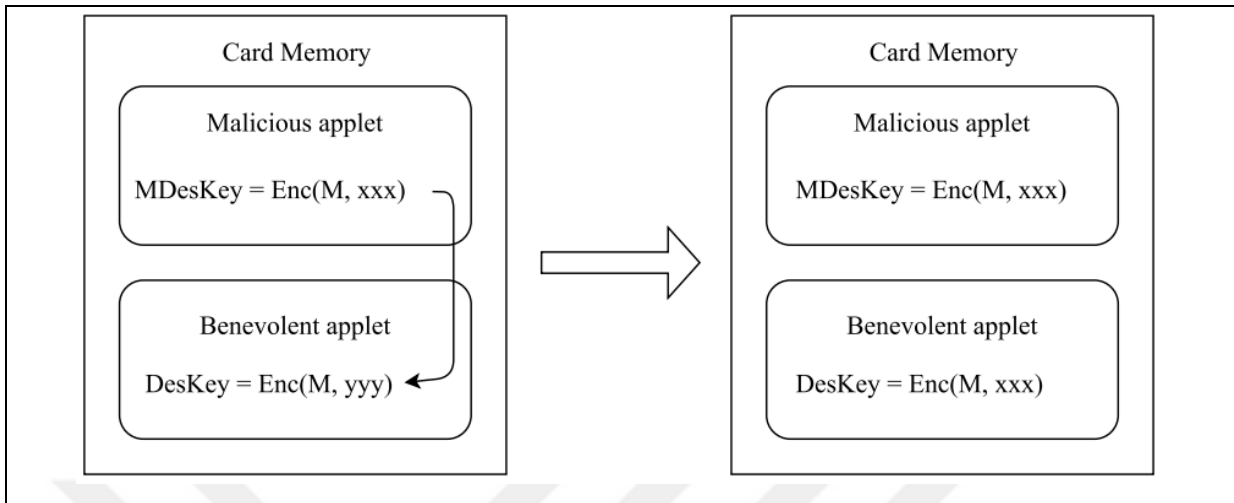 Card Memory
Malicious applet
MDesKey = Enc(M, xxx)
Benevolent applet
DesKey = Enc(M, yyy)
Card Memory
Malicious applet
MDesKey = Enc(M, xxx)
Benevolent applet
DesKey = Enc(M, xxx)